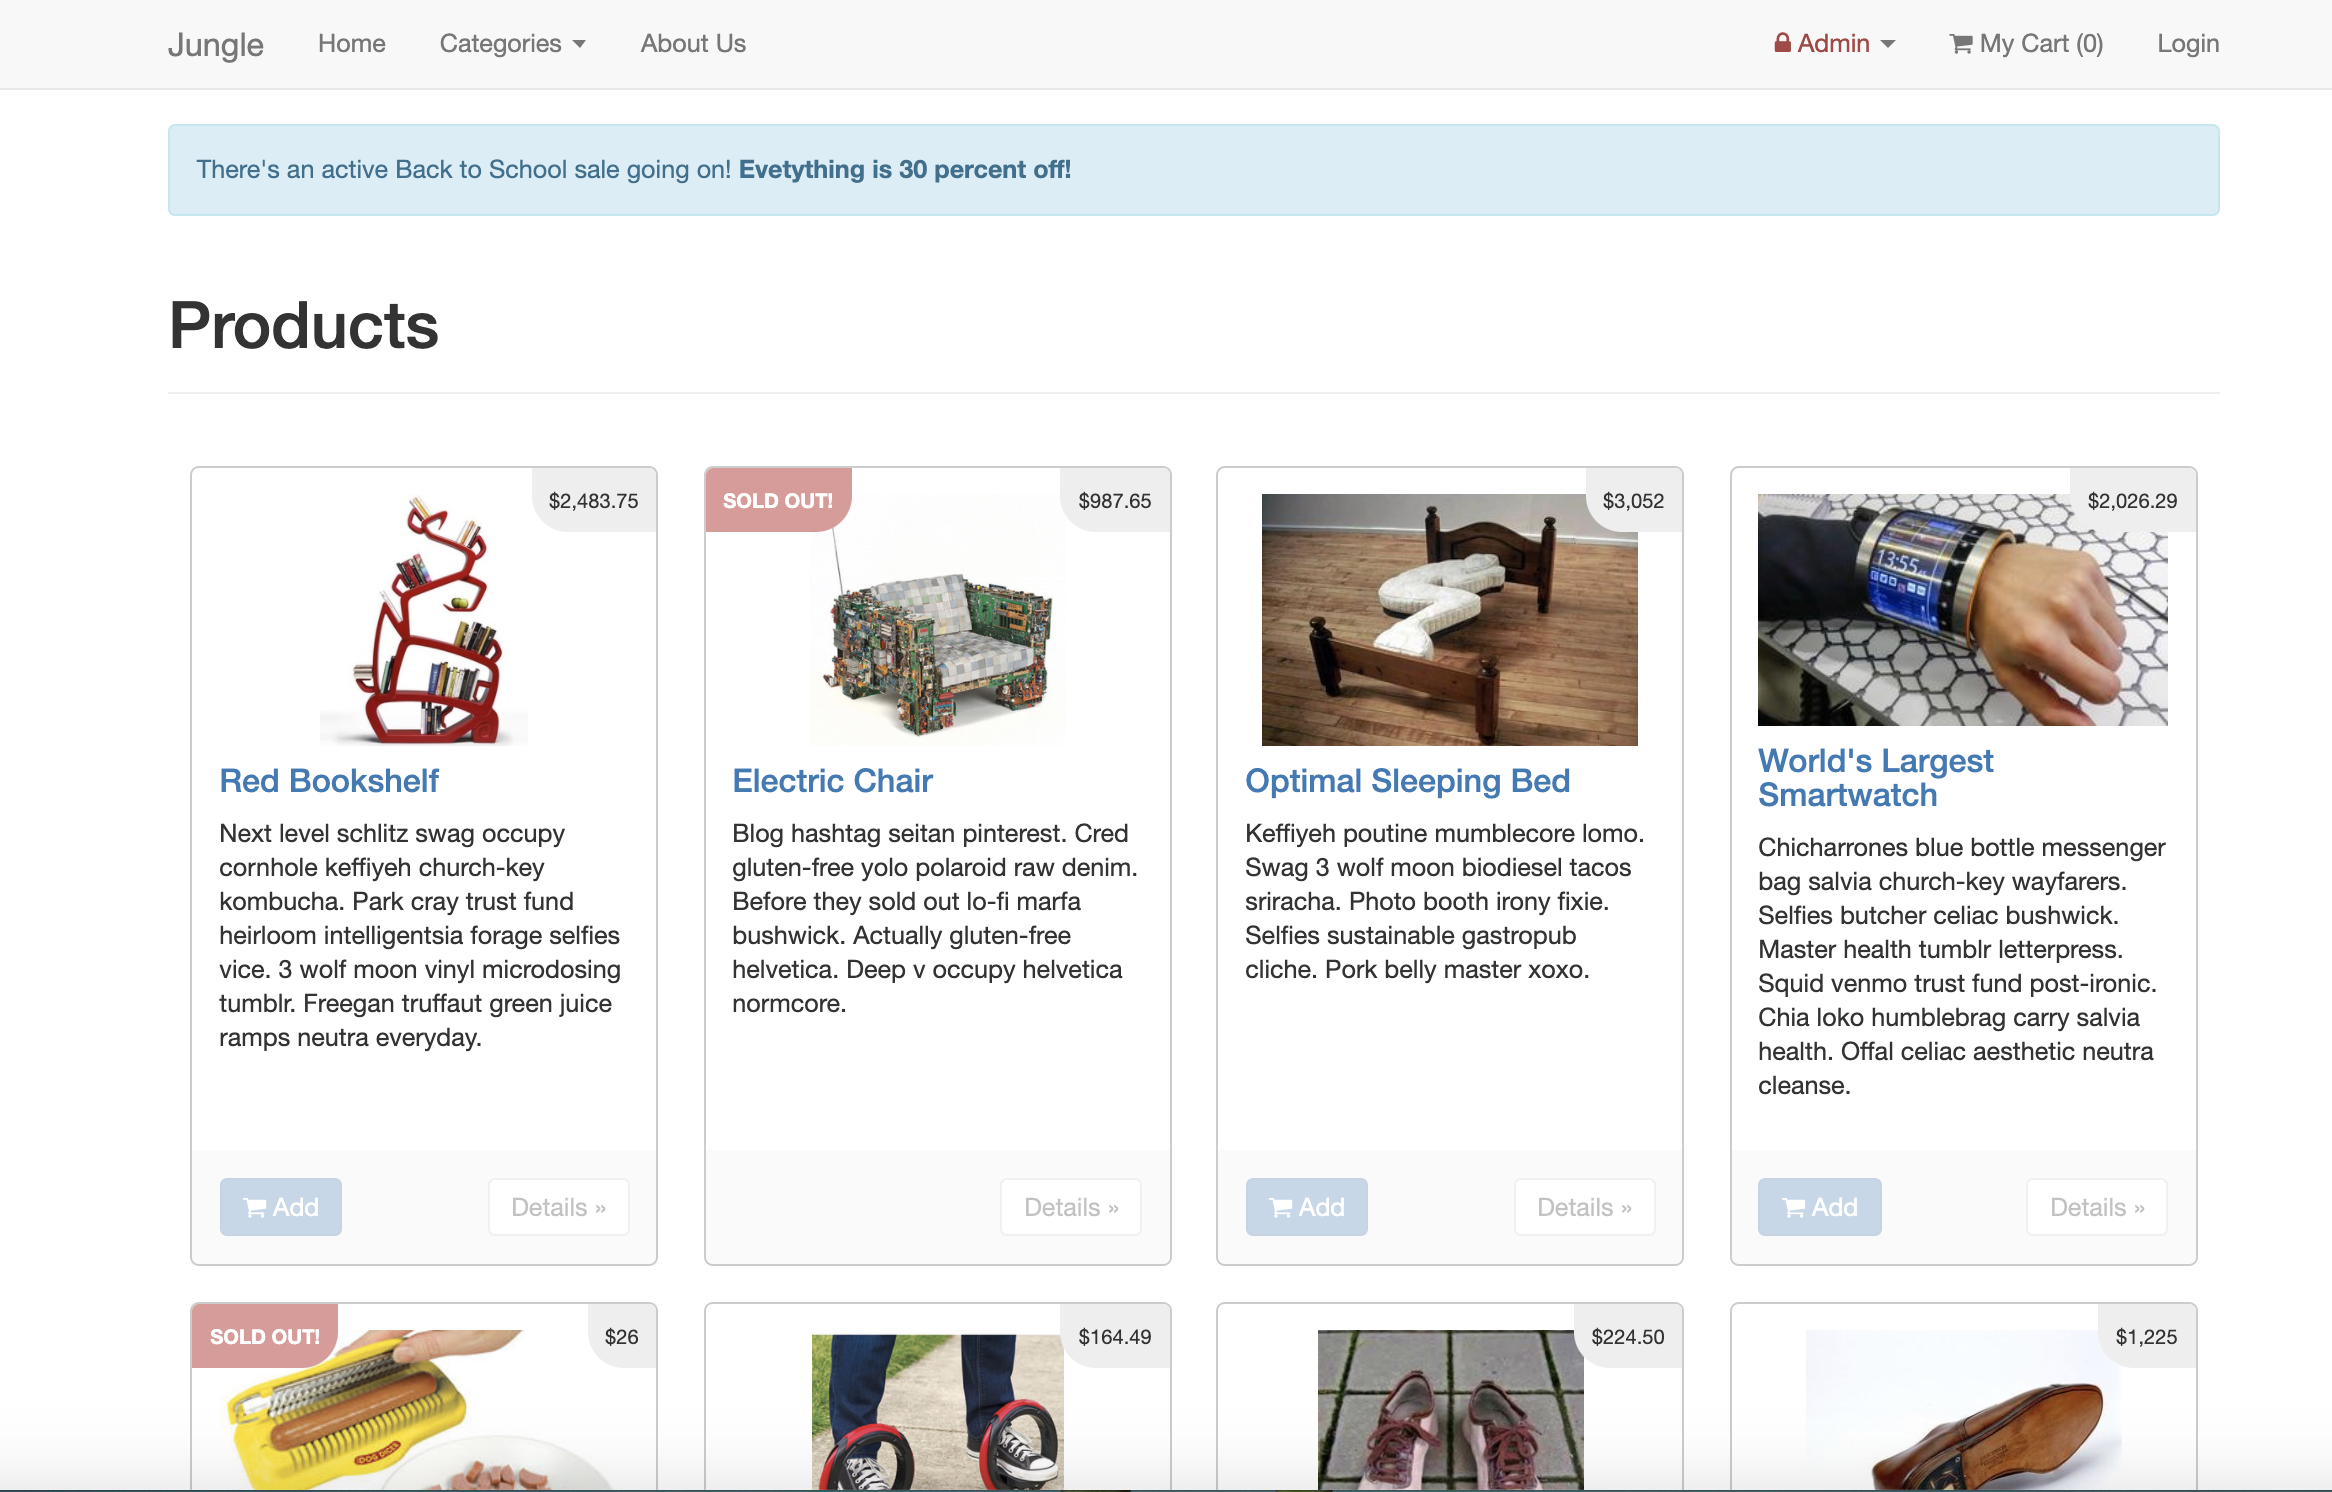 Jungle Home Categories About Us Admin My Cart (0) Login
There's an active Back to School sale going on! Evetything is 30 percent off!
Products
$2,483.75
Red Bookshelf
Next level schlitz swag occupy
cornhole keffiyeh church-key
kombucha. Park cray trust fund
heirloom intelligentsia forage selfies
vice. 3 wolf moon vinyl microdosing
tumblr. Freegan truffaut green juice
ramps neutra everyday.
Add Details »
SOLD OUT! $987.65
Electric Chair
Blog hashtag seitan pinterest. Cred
gluten-free yolo polaroid raw denim.
Before they sold out lo-fi marfa
bushwick. Actually gluten-free
helvetica. Deep v occupy helvetica
normcore.
Details »
$3,052
Optimal Sleeping Bed
Keffiyeh poutine mumblecore lomo.
Swag 3 wolf moon biodiesel tacos
sriracha. Photo booth irony fixie.
Selfies sustainable gastropub
cliche. Pork belly master xoxo.
Add Details »
$2,026.29
13:55
World's Largest
Smartwatch
Chicharrones blue bottle messenger
bag salvia church-key wayfarers.
Selfies butcher celiac bushwick.
Master health tumblr letterpress.
Squid venmo trust fund post-ironic.
Chia loko humblebrag carry salvia
health. Offal celiac aesthetic neutra
cleanse.
Add Details »
SOLD OUT! $26
DOG DICER
$164.49
$224.50
$1,225